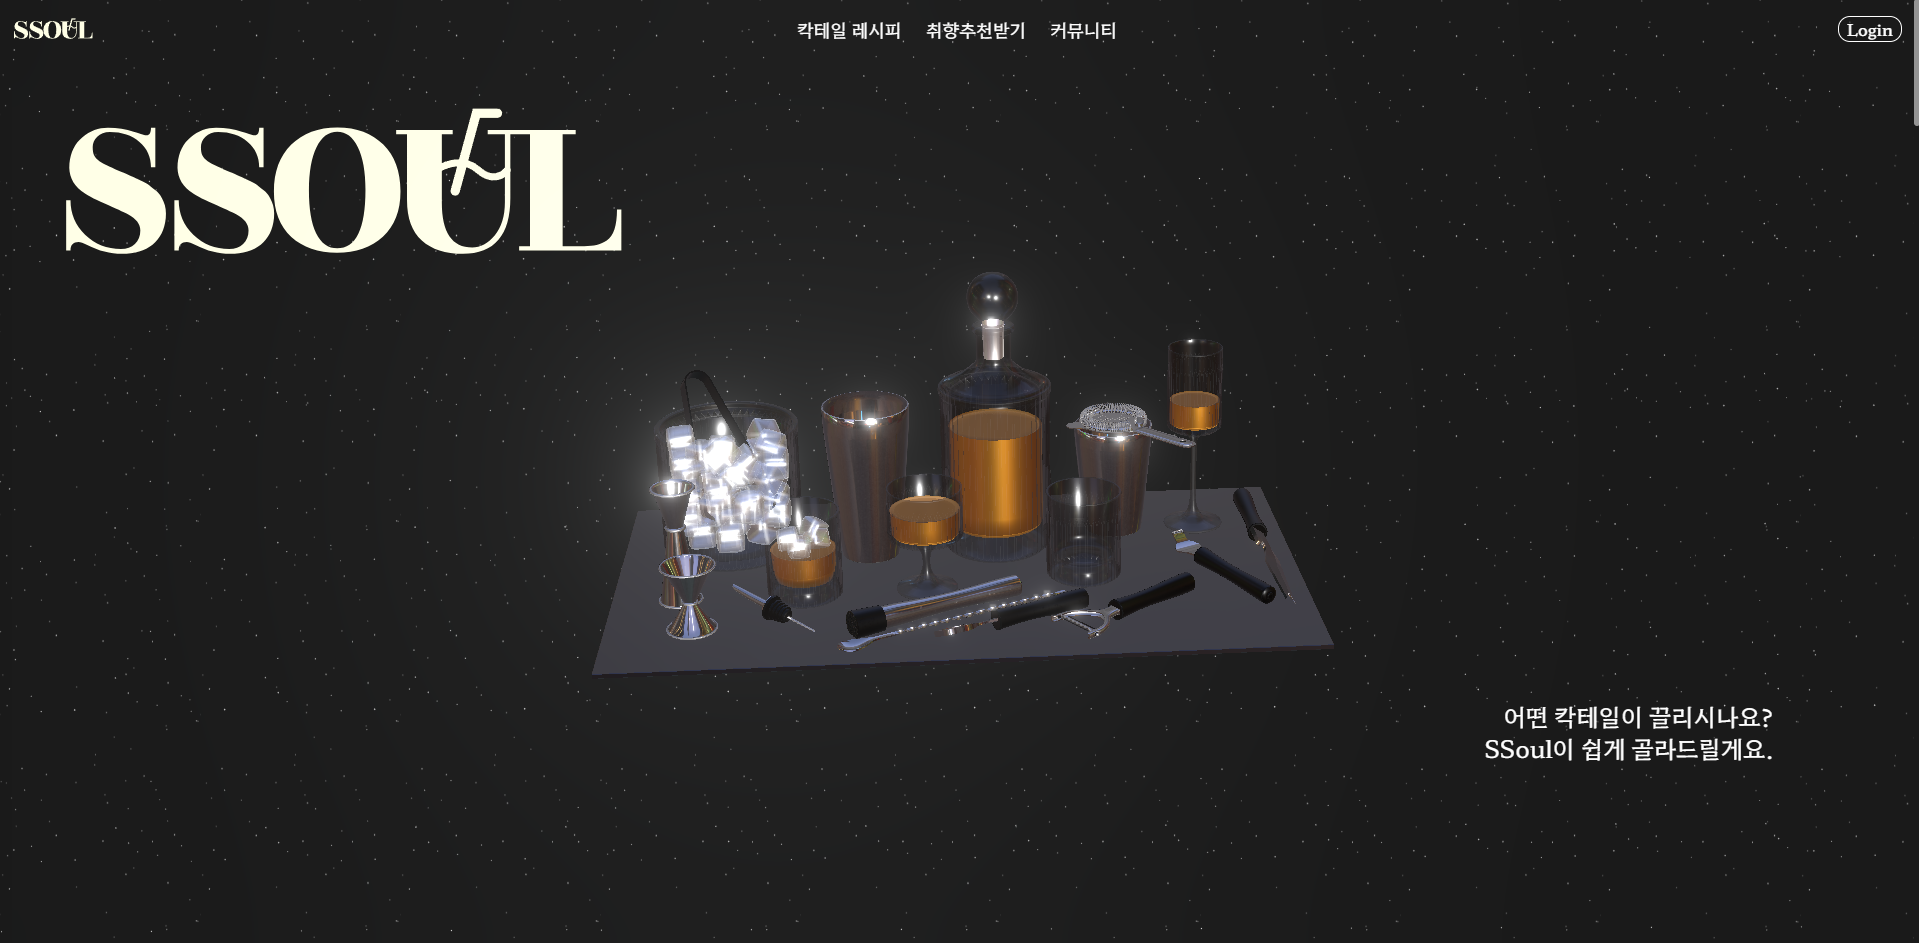 SSOUL
칵테일 레시피
취향추천받기
커뮤니티
Login
SSOUL
어떤 칵테일이 끌리시나요?
SSoul이 쉽게 골라드릴게요.